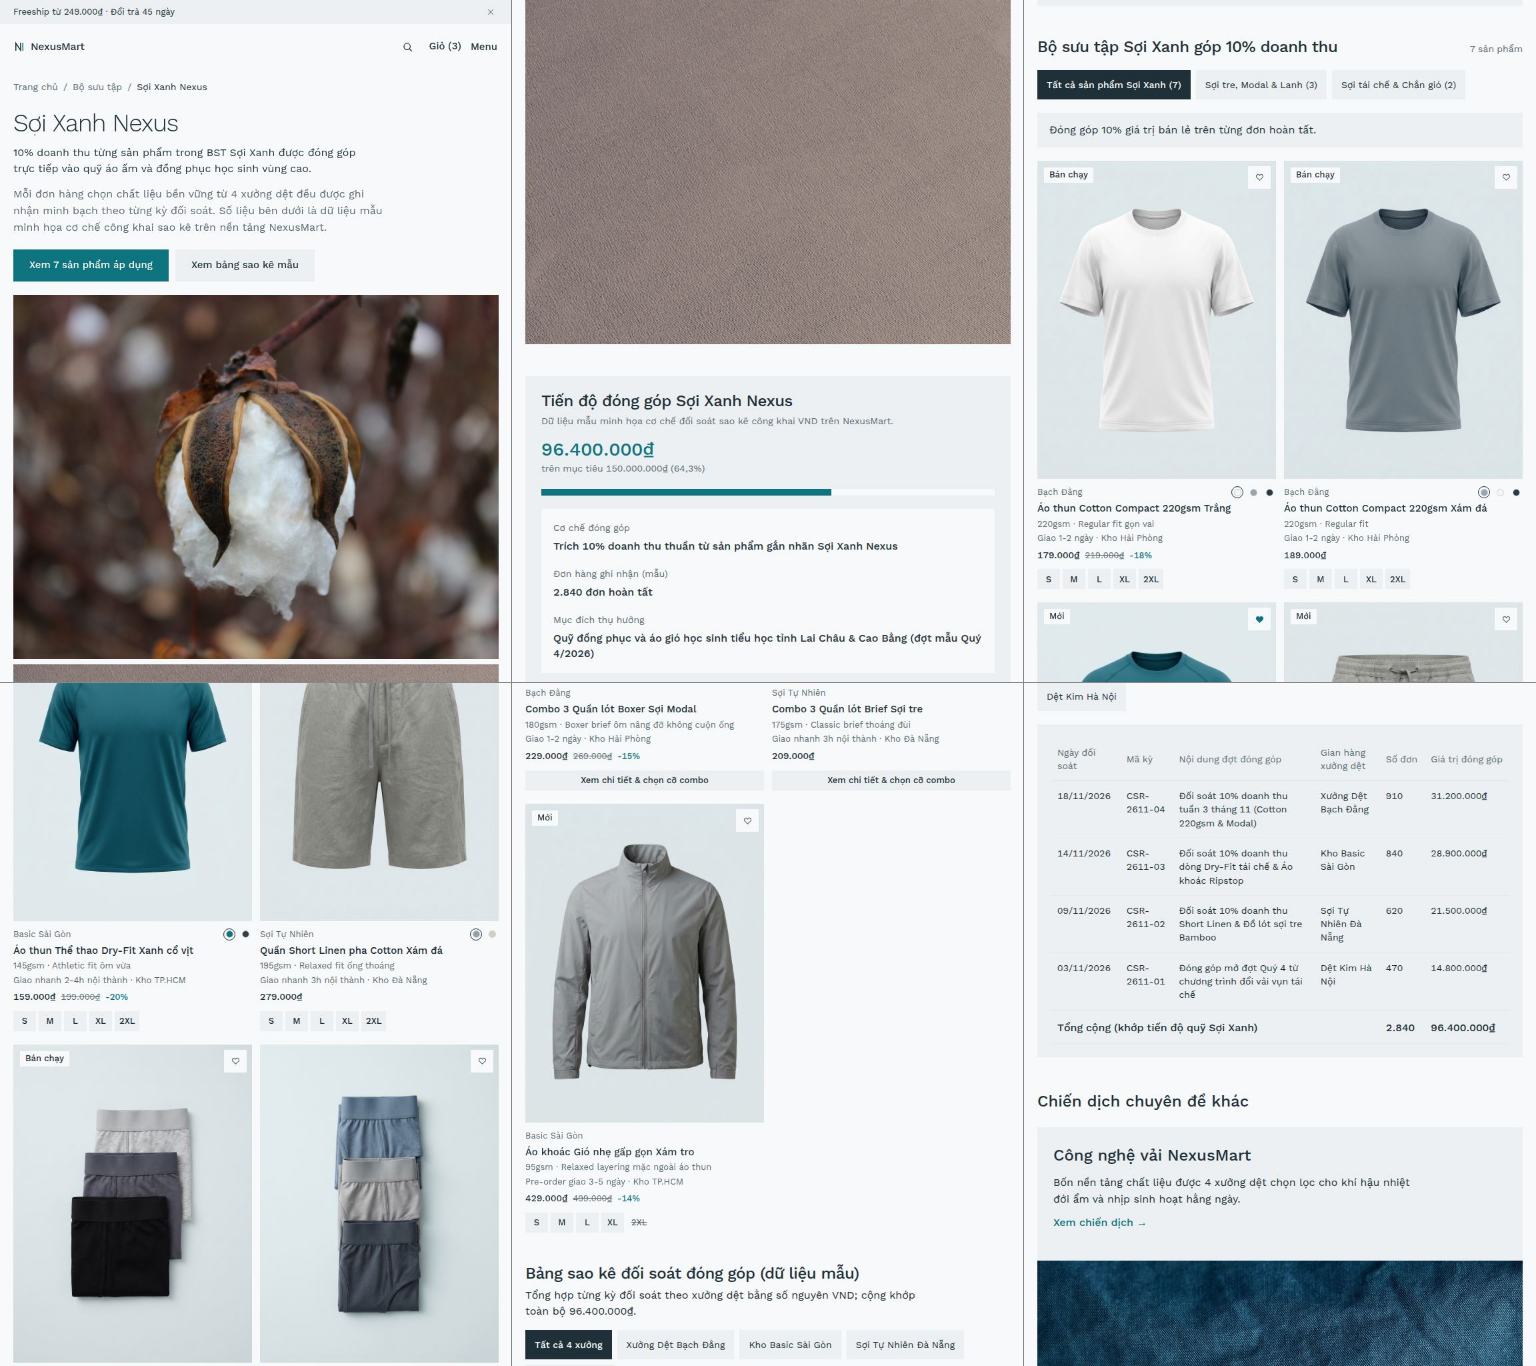 Freeship từ 249.000₫ · Đổi trả 45 ngày
NexusMart
Giỏ (3) Menu
Trang chủ / Bộ sưu tập / Sợi Xanh Nexus
Sợi Xanh Nexus
10% doanh thu từng sản phẩm trong BST Sợi Xanh được đóng góp
trực tiếp vào quỹ áo ấm và đồng phục học sinh vùng cao.
Mỗi đơn hàng chọn chất liệu bền vững từ 4 xưởng dệt đều được ghi
nhận minh bạch theo từng kỳ đối soát. Số liệu bên dưới là dữ liệu mẫu
minh họa cơ chế công khai sao kê trên nền tảng NexusMart.
Xem 7 sản phẩm áp dụng
Xem bảng sao kê mẫu
Tiến độ đóng góp Sợi Xanh Nexus
Dữ liệu mẫu minh họa cơ chế đối soát sao kê công khai VND trên NexusMart.
96.400.000₫
trên mục tiêu 150.000.000₫ (64,3%)
Cơ chế đóng góp
Trích 10% doanh thu thuần từ sản phẩm gắn nhãn Sợi Xanh Nexus
Đơn hàng ghi nhận (mẫu)
2.840 đơn hoàn tất
Mục đích thụ hưởng
Quỹ đồng phục và áo gió học sinh tiểu học tỉnh Lai Châu & Cao Bằng (đợt mẫu Quý
4/2026)
Bộ sưu tập Sợi Xanh góp 10% doanh thu
7 sản phẩm
Tất cả sản phẩm Sợi Xanh (7)
Sợi tre, Modal & Lanh (3)
Sợi tái chế & Chắn gió (2)
Đóng góp 10% giá trị bán lẻ trên từng đơn hoàn tất.
Bán chạy
Bạch Đằng
Áo thun Cotton Compact 220gsm Trắng
220gsm · Regular fit gọn vai
Giao 1-2 ngày · Kho Hải Phòng
179.000₫ 219.000₫ -18%
S M L XL 2XL
Bán chạy
Bạch Đằng
Áo thun Cotton Compact 220gsm Xám đá
220gsm · Regular fit
Giao 1-2 ngày · Kho Hải Phòng
189.000₫
S M L XL 2XL
Mới
Mới
Basic Sài Gòn
Áo thun Thể thao Dry-Fit Xanh cổ vịt
145gsm · Athletic fit ôm vừa
Giao nhanh 2-4h nội thành · Kho TP.HCM
159.000₫ 199.000₫ -20%
S M L XL 2XL
Sợi Tự Nhiên
Quần Short Linen pha Cotton Xám đá
195gsm · Relaxed fit ống thoáng
Giao nhanh 3h nội thành · Kho Đà Nẵng
279.000₫
S M L XL 2XL
Bán chạy
Bạch Đằng
Combo 3 Quần lót Boxer Sợi Modal
180gsm · Boxer brief ôm nâng đỡ không cuộn ống
Giao 1-2 ngày · Kho Hải Phòng
229.000₫ 269.000₫ -15%
Xem chi tiết & chọn cỡ combo
Sợi Tự Nhiên
Combo 3 Quần lót Brief Sợi tre
175gsm · Classic brief thoáng đùi
Giao nhanh 3h nội thành · Kho Đà Nẵng
209.000₫
Xem chi tiết & chọn cỡ combo
Mới
Basic Sài Gòn
Áo khoác Gió nhẹ gấp gọn Xám tro
95gsm · Relaxed layering mặc ngoài áo thun
Pre-order giao 3-5 ngày · Kho TP.HCM
429.000₫ 499.000₫ -14%
S M L XL 2XL
Bảng sao kê đối soát đóng góp (dữ liệu mẫu)
Tổng hợp từng kỳ đối soát theo xưởng dệt bằng số nguyên VND; cộng khớp
toàn bộ 96.400.000₫.
Tất cả 4 xưởng
Xưởng Dệt Bạch Đằng
Kho Basic Sài Gòn
Sợi Tự Nhiên Đà Nẵng
Dệt Kim Hà Nội
Ngày đối
soát
Mã kỳ
Nội dung đợt đóng góp
Gian hàng
xưởng dệt
Số đơn
Giá trị đóng góp
18/11/2026
CSR-
2611-04
Đối soát 10% doanh thu
tuần 3 tháng 11 (Cotton
220gsm & Modal)
Xưởng Dệt
Bạch Đằng
910
31.200.000₫
14/11/2026
CSR-
2611-03
Đối soát 10% doanh thu
dòng Dry-Fit tái chế & Áo
khoác Ripstop
Kho Basic
Sài Gòn
840
28.900.000₫
09/11/2026
CSR-
2611-02
Đối soát 10% doanh thu
Short Linen & Đồ lót sợi tre
Bamboo
Sợi Tự
Nhiên Đà
Nẵng
620
21.500.000₫
03/11/2026
CSR-
2611-01
Đóng góp mở đợt Quý 4 từ
chương trình đổi vải vụn tái
chế
Dệt Kim Hà
Nội
470
14.800.000₫
Tổng cộng (khớp tiến độ quỹ Sợi Xanh)
2.840
96.400.000₫
Chiến dịch chuyên đề khác
Công nghệ vải NexusMart
Bốn nền tảng chất liệu được 4 xưởng dệt chọn lọc cho khí hậu nhiệt
đới ẩm và nhịp sinh hoạt hằng ngày.
Xem chiến dịch →